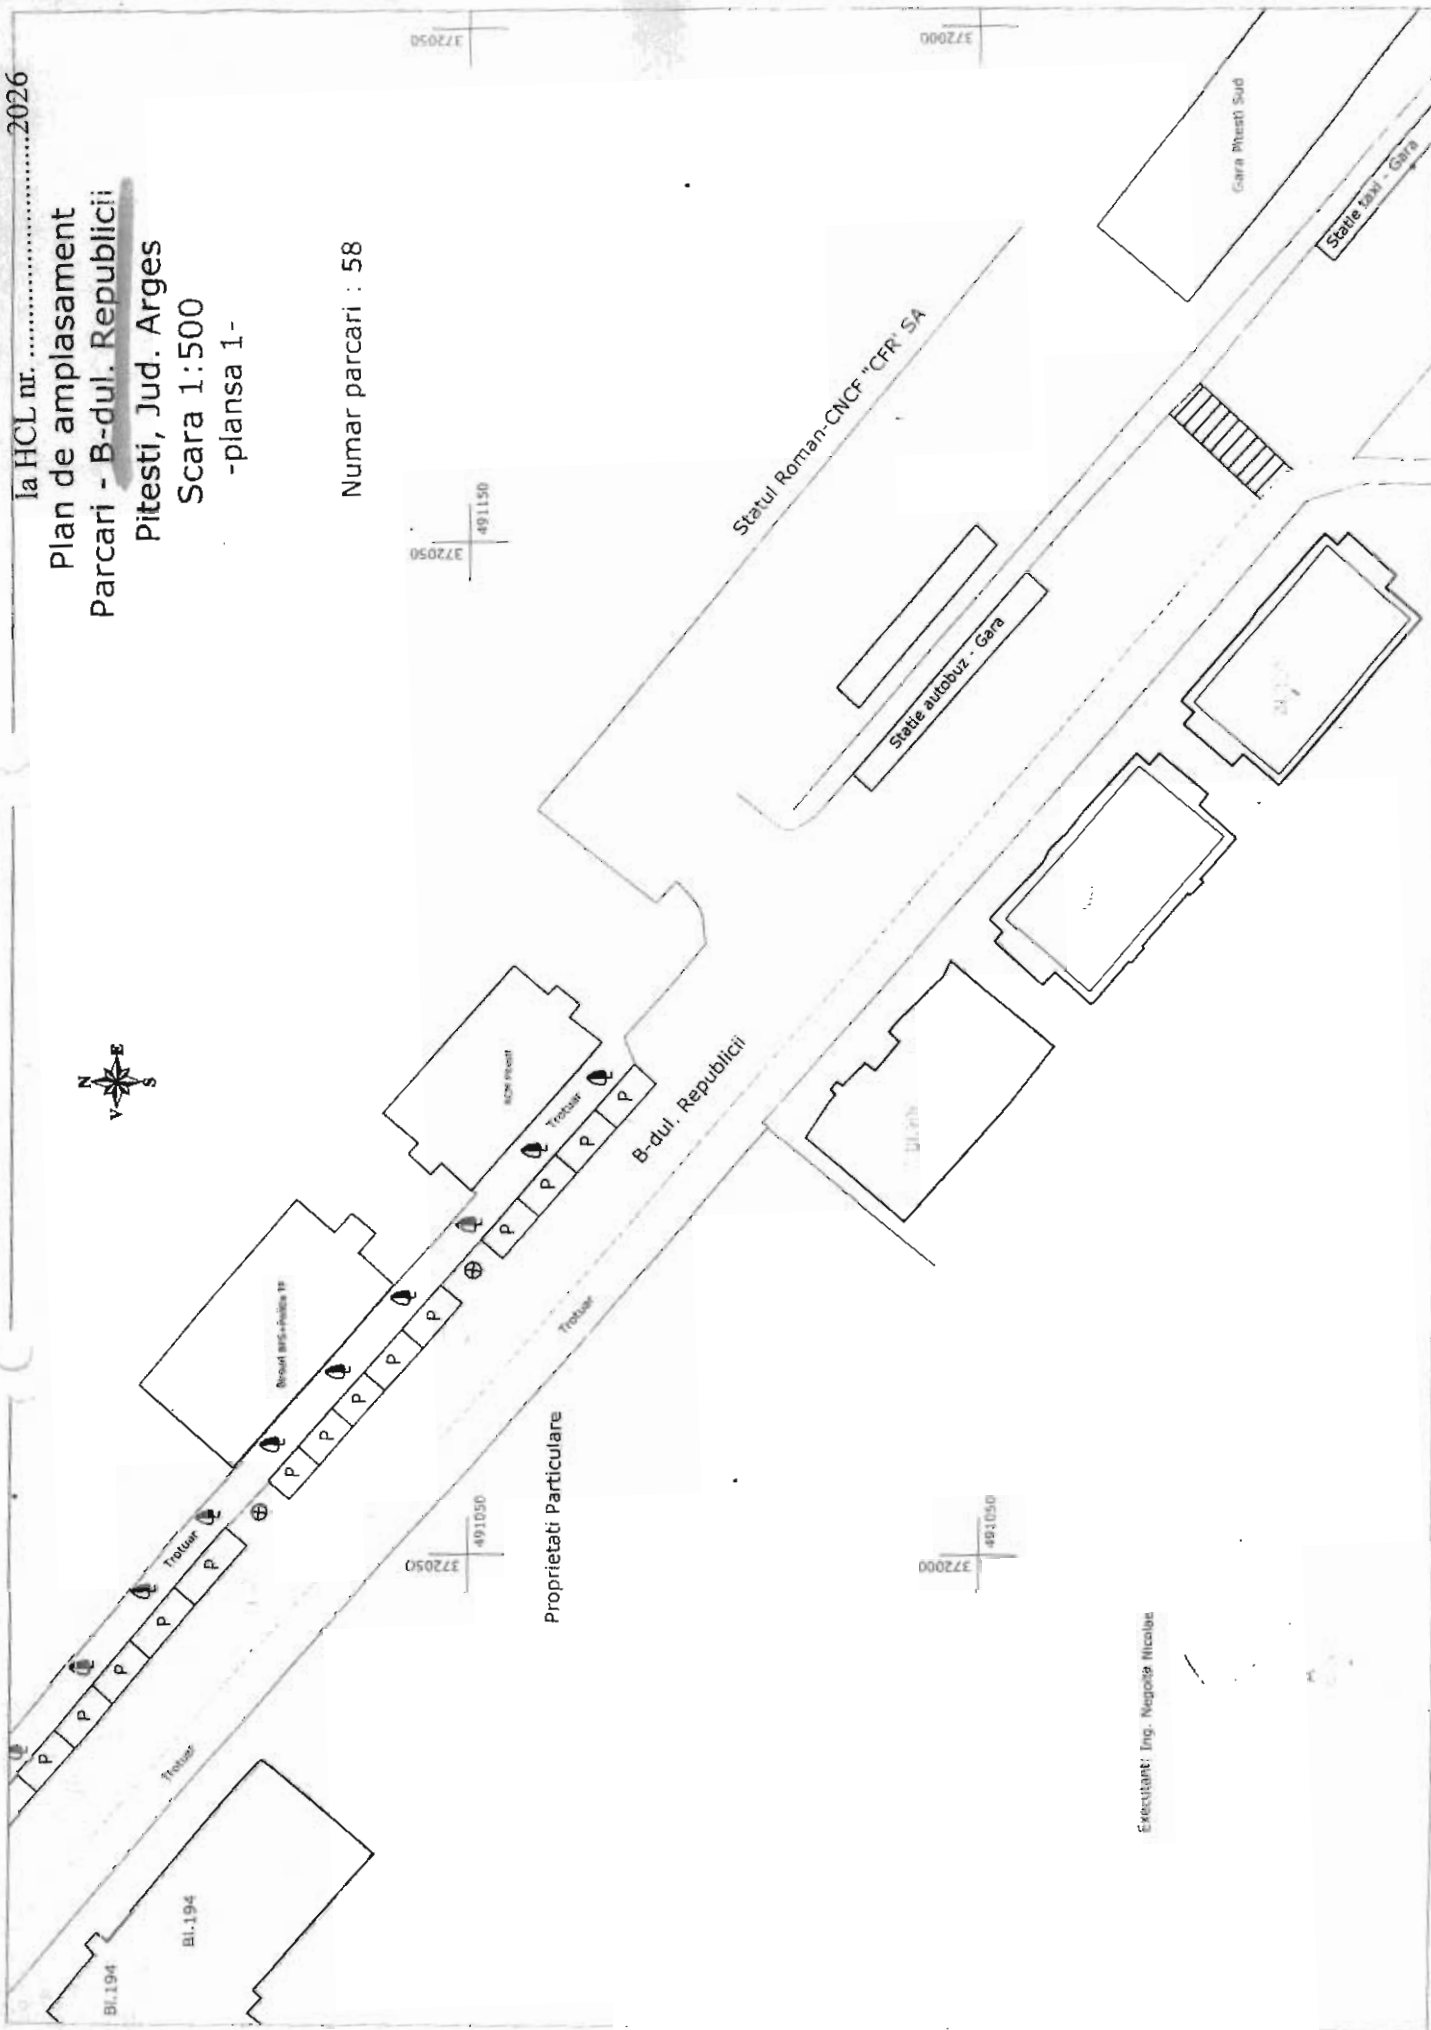 la HCL nr. ..............................2026
Plan de amplasament
Parcari - B-dul. Republicii
Pitesti, Jud. Arges
Scara 1:500
-plansa 1-
Numar parcari : 58
N
V
E
S
372050
372000
372050
491150
Gara Pitesti Sud
Statie taxi - Gara
Statul Roman-CNCF "CFR" SA
Statie autobuz - Gara
RCM Pitesti
Trotuar
P
P
P
P
B-dul. Republicii
P
P
P
P
P
Trotuar
Trotuar
P
P
P
P
P
Trotuar
Proprietati Particulare
372050
491050
372000
491050
Bl.194
Bl.194
Executant: Ing. Negoita Nicolae